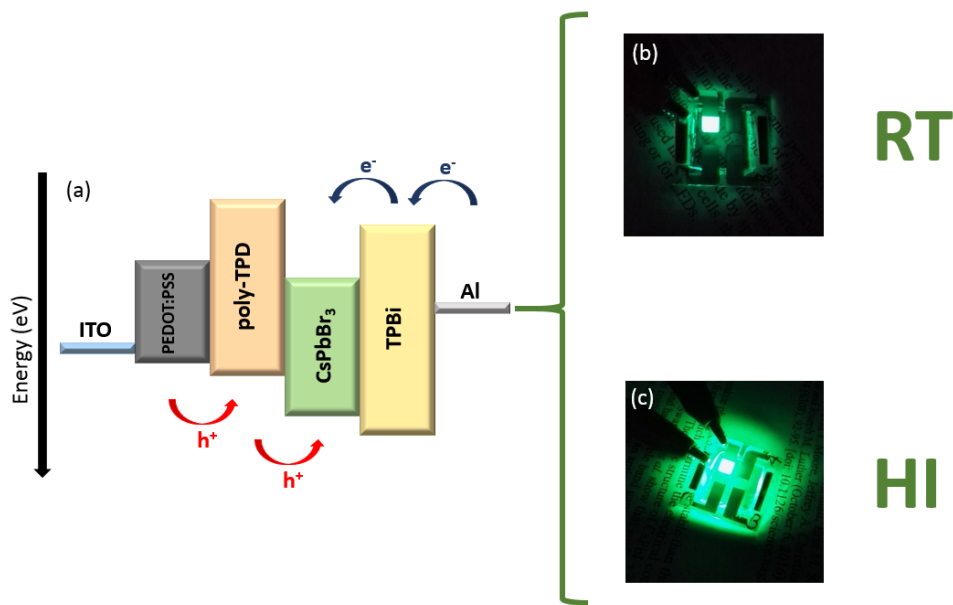 (a)
Energy (eV)
ITO
PEDOT:PSS
poly-TPD
CsPbBr₃
TPBi
Al
e⁻
e⁻
h⁺
h⁺
(b)
RT
(c)
HI